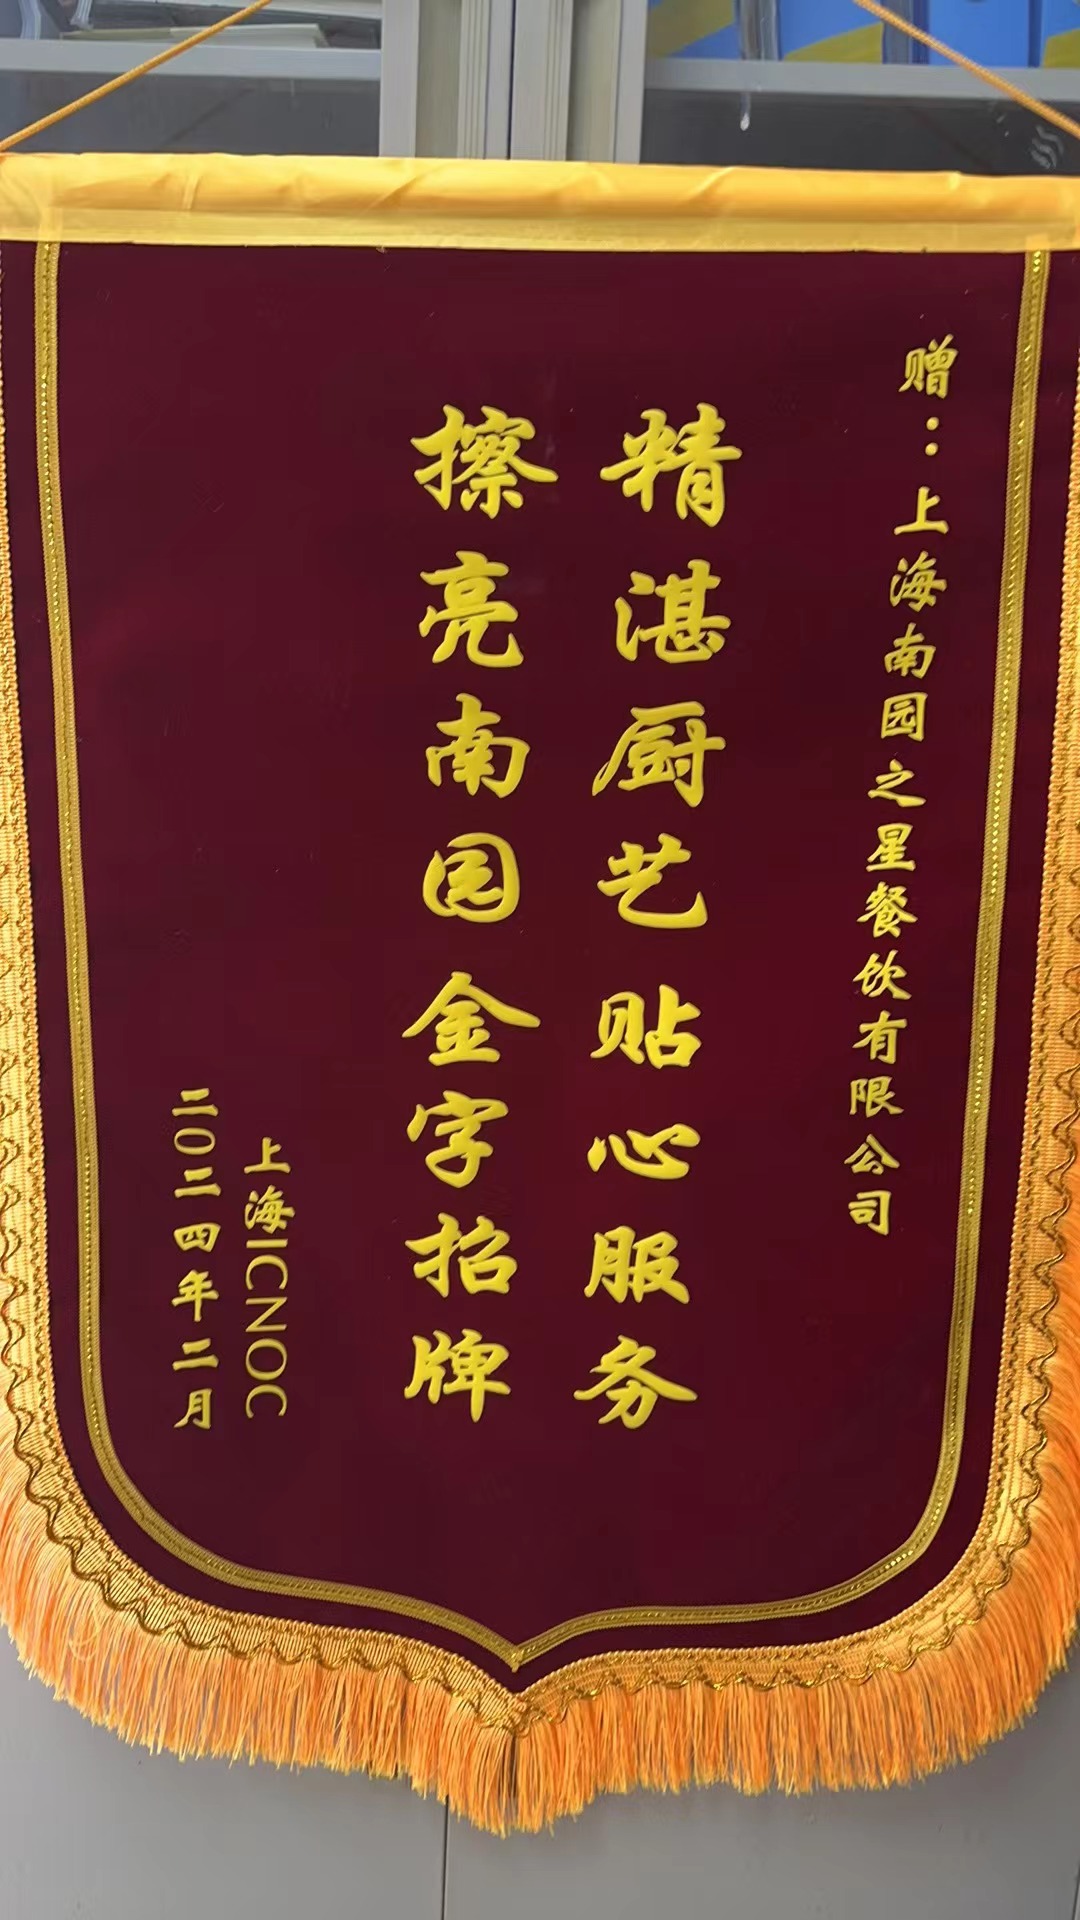 赠：上海南园之星餐饮有限公司
精湛厨艺贴心服务
擦亮南园金字招牌
上海ICNOC
二〇二四年二月